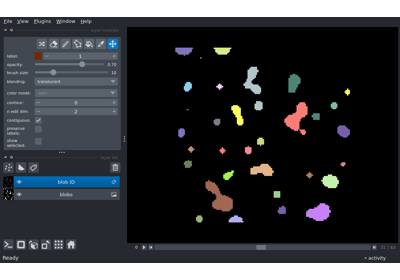 File View Plugins Window Help
label: 1
opacity: 0.70
brush size: 10
blending: translucent
color mode:
contour: 0
n edit dim: 2
contiguous:
preserve labels:
show selected:
blob ID
blobs
Ready
activity